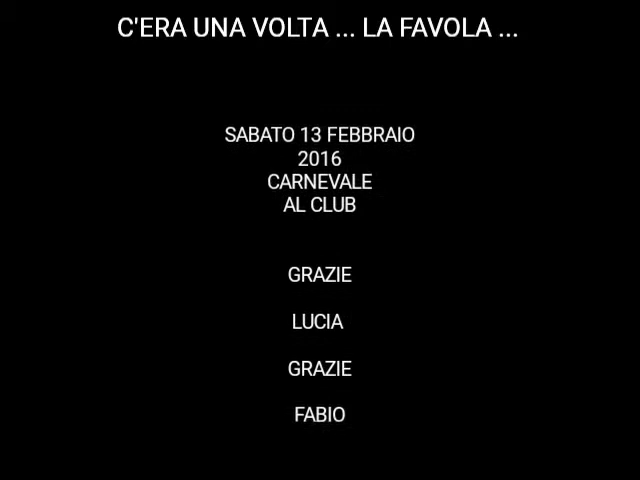 C'ERA UNA VOLTA ... LA FAVOLA ...
SABATO 13 FEBBRAIO
2016
CARNEVALE
AL CLUB
GRAZIE
LUCIA
GRAZIE
FABIO